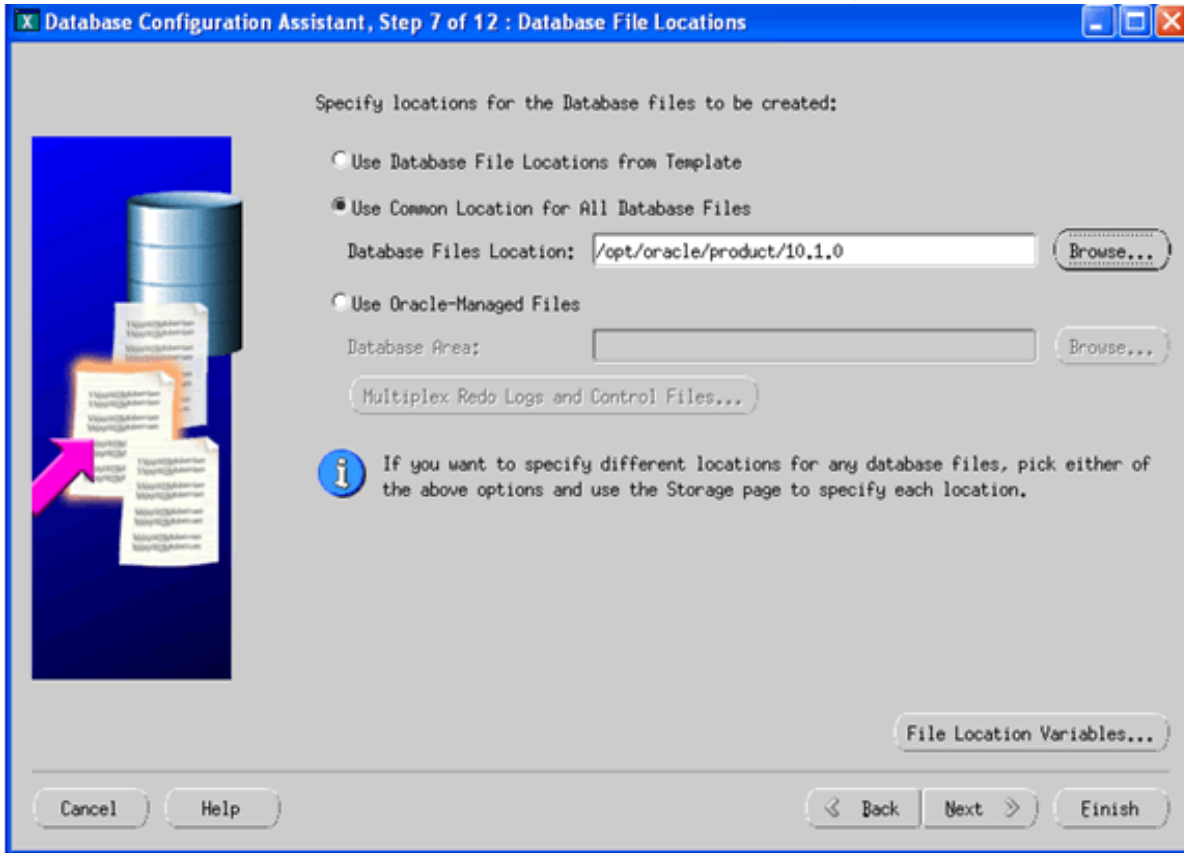 X Database Configuration Assistant, Step 7 of 12 : Database File Locations
Specify locations for the Database files to be created:
Use Database File Locations from Template
Use Common Location for All Database Files
Database Files Location: /opt/oracle/product/10.1.0 Browse...
Use Oracle-Managed Files
Database Area: Browse...
Multiplex Redo Logs and Control Files...
If you want to specify different locations for any database files, pick either of
the above options and use the Storage page to specify each location.
File Location Variables...
Cancel Help Back Next Finish